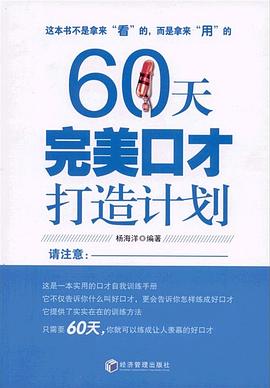 这本书不是拿来“看”的，而是拿来“用”的
60天
完美口才
打造计划
杨海洋◎编著
请注意：
这是一本实用的口才自我训练手册
它不仅告诉你什么叫好口才，更会告诉你怎样练成好口才
它提供了实实在在的训练方法
只需要60天，你就可以练成让人羡慕的好口才
经济管理出版社